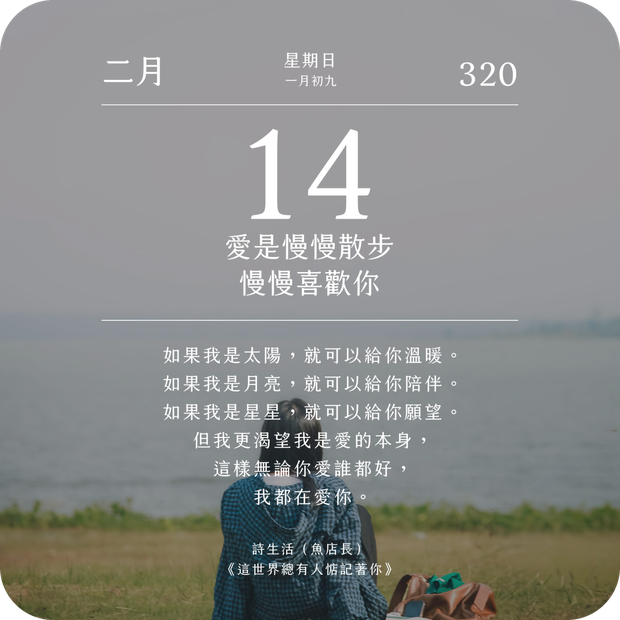 二月
星期日
一月初九
320
14
愛是慢慢散步
慢慢喜歡你
如果我是太陽，就可以給你溫暖。
如果我是月亮，就可以給你陪伴。
如果我是星星，就可以給你願望。
但我更渴望我是愛的本身，
這樣無論你愛誰都好，
我都在愛你。
詩生活（魚店長）
《這世界總有人惦記著你》